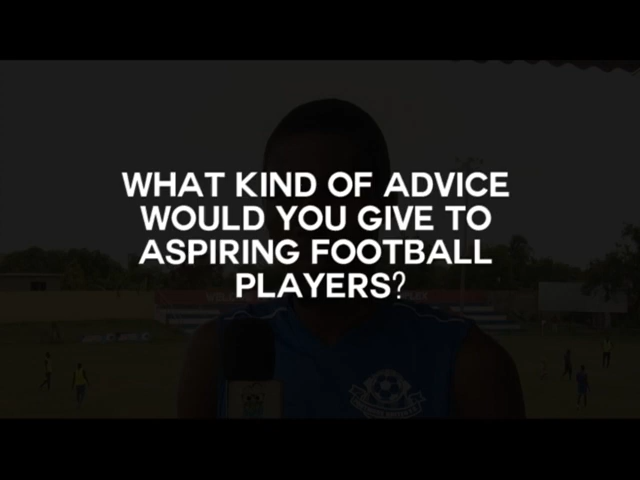 WHAT KIND OF ADVICE
WOULD YOU GIVE TO
ASPIRING FOOTBALL
PLAYERS?